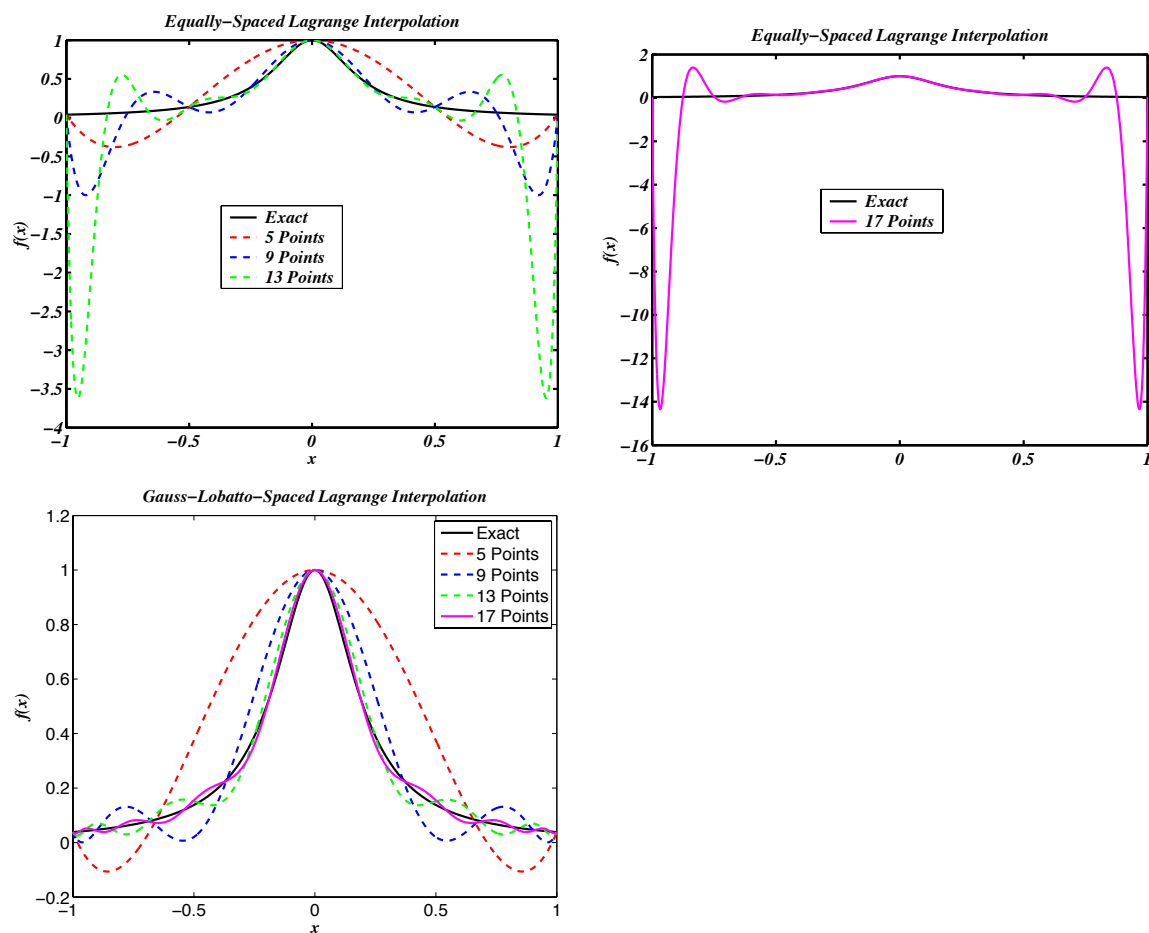 Equally−Spaced Lagrange Interpolation
0.5
0
−0.5
−1
−1.5
−2
−2.5
−3
−3.5
−4
1
f(x)
Exact
5 Points
9 Points
13 Points
−1
−0.5
0
0.5
1
x
Equally−Spaced Lagrange Interpolation
2
0
−2
−4
−6
−8
−10
−12
−14
−16
f(x)
Exact
17 Points
−1
−0.5
0
0.5
1
x
Gauss−Lobatto−Spaced Lagrange Interpolation
1.2
1
0.8
0.6
0.4
0.2
0
−0.2
f(x)
Exact
5 Points
9 Points
13 Points
17 Points
−1
−0.5
0
0.5
1
x